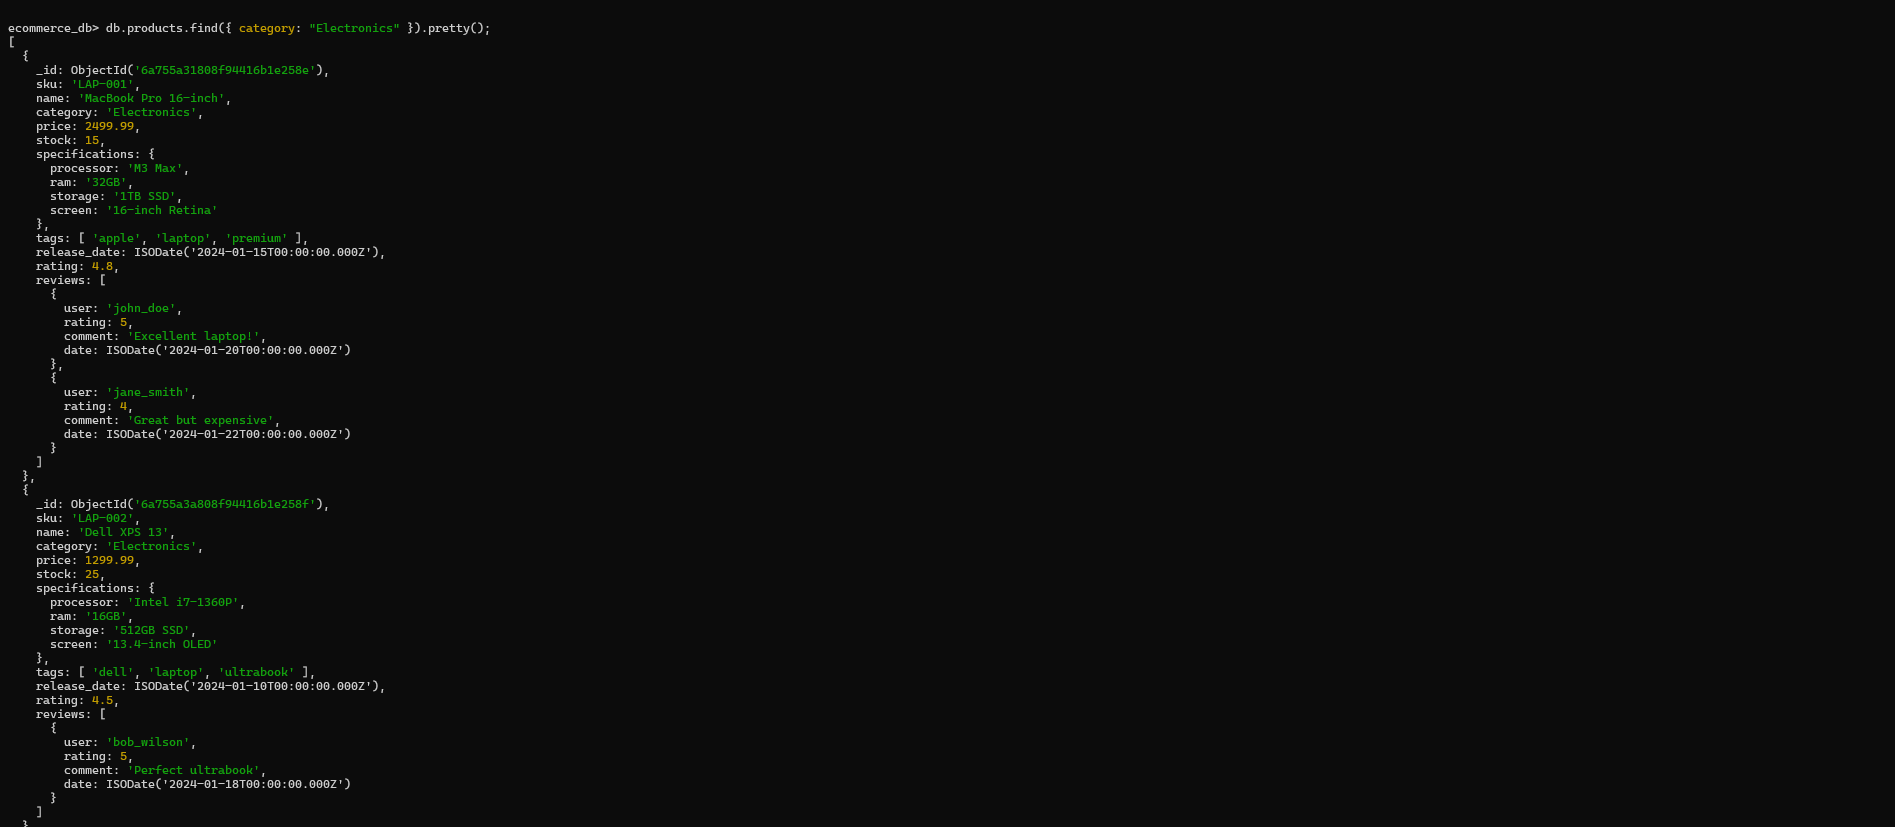 ecommerce_db> db.products.find({ category: "Electronics" }).pretty();
[
  {
    _id: ObjectId('6a755a31808f94416b1e258e'),
    sku: 'LAP-001',
    name: 'MacBook Pro 16-inch',
    category: 'Electronics',
    price: 2499.99,
    stock: 15,
    specifications: {
      processor: 'M3 Max',
      ram: '32GB',
      storage: '1TB SSD',
      screen: '16-inch Retina'
    },
    tags: [ 'apple', 'laptop', 'premium' ],
    release_date: ISODate('2024-01-15T00:00:00.000Z'),
    rating: 4.8,
    reviews: [
      {
        user: 'john_doe',
        rating: 5,
        comment: 'Excellent laptop!',
        date: ISODate('2024-01-20T00:00:00.000Z')
      },
      {
        user: 'jane_smith',
        rating: 4,
        comment: 'Great but expensive',
        date: ISODate('2024-01-22T00:00:00.000Z')
      }
    ]
  },
  {
    _id: ObjectId('6a755a3a808f94416b1e258f'),
    sku: 'LAP-002',
    name: 'Dell XPS 13',
    category: 'Electronics',
    price: 1299.99,
    stock: 25,
    specifications: {
      processor: 'Intel i7-1360P',
      ram: '16GB',
      storage: '512GB SSD',
      screen: '13.4-inch OLED'
    },
    tags: [ 'dell', 'laptop', 'ultrabook' ],
    release_date: ISODate('2024-01-10T00:00:00.000Z'),
    rating: 4.5,
    reviews: [
      {
        user: 'bob_wilson',
        rating: 5,
        comment: 'Perfect ultrabook',
        date: ISODate('2024-01-18T00:00:00.000Z')
      }
    ]
  }